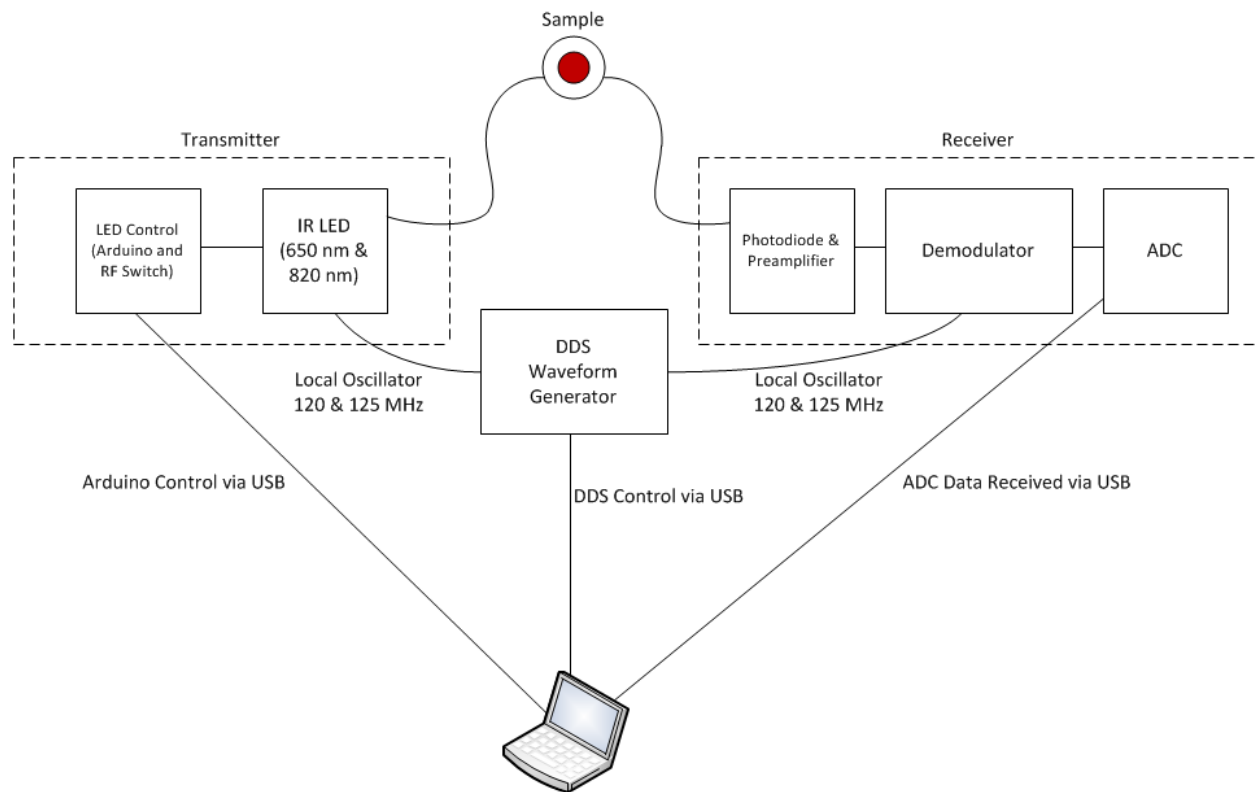 Sample
Transmitter
Receiver
LED Control
(Arduino and
RF Switch)
IR LED
(650 nm &
820 nm)
Photodiode &
Preamplifier
Demodulator
ADC
DDS
Waveform
Generator
Local Oscillator
120 & 125 MHz
Local Oscillator
120 & 125 MHz
Arduino Control via USB
DDS Control via USB
ADC Data Received via USB